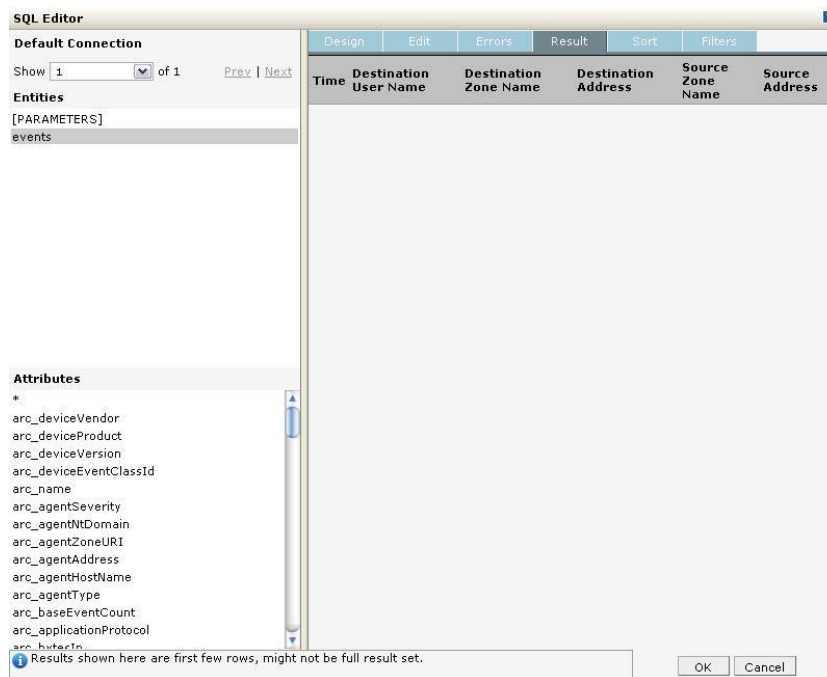 SQL Editor
Default Connection
Show 1 of 1 Prev | Next
Entities
[PARAMETERS]
events
Attributes
*
arc_deviceVendor
arc_deviceProduct
arc_deviceVersion
arc_deviceEventClassId
arc_name
arc_agentSeverity
arc_agentNtDomain
arc_agentZoneURI
arc_agentAddress
arc_agentHostName
arc_agentType
arc_baseEventCount
arc_applicationProtocol
arc_bytesIn
Design Edit Errors Result Sort Filters
Time
Destination
User Name
Destination
Zone Name
Destination
Address
Source
Zone
Name
Source
Address
Results shown here are first few rows, might not be full result set.
OK Cancel